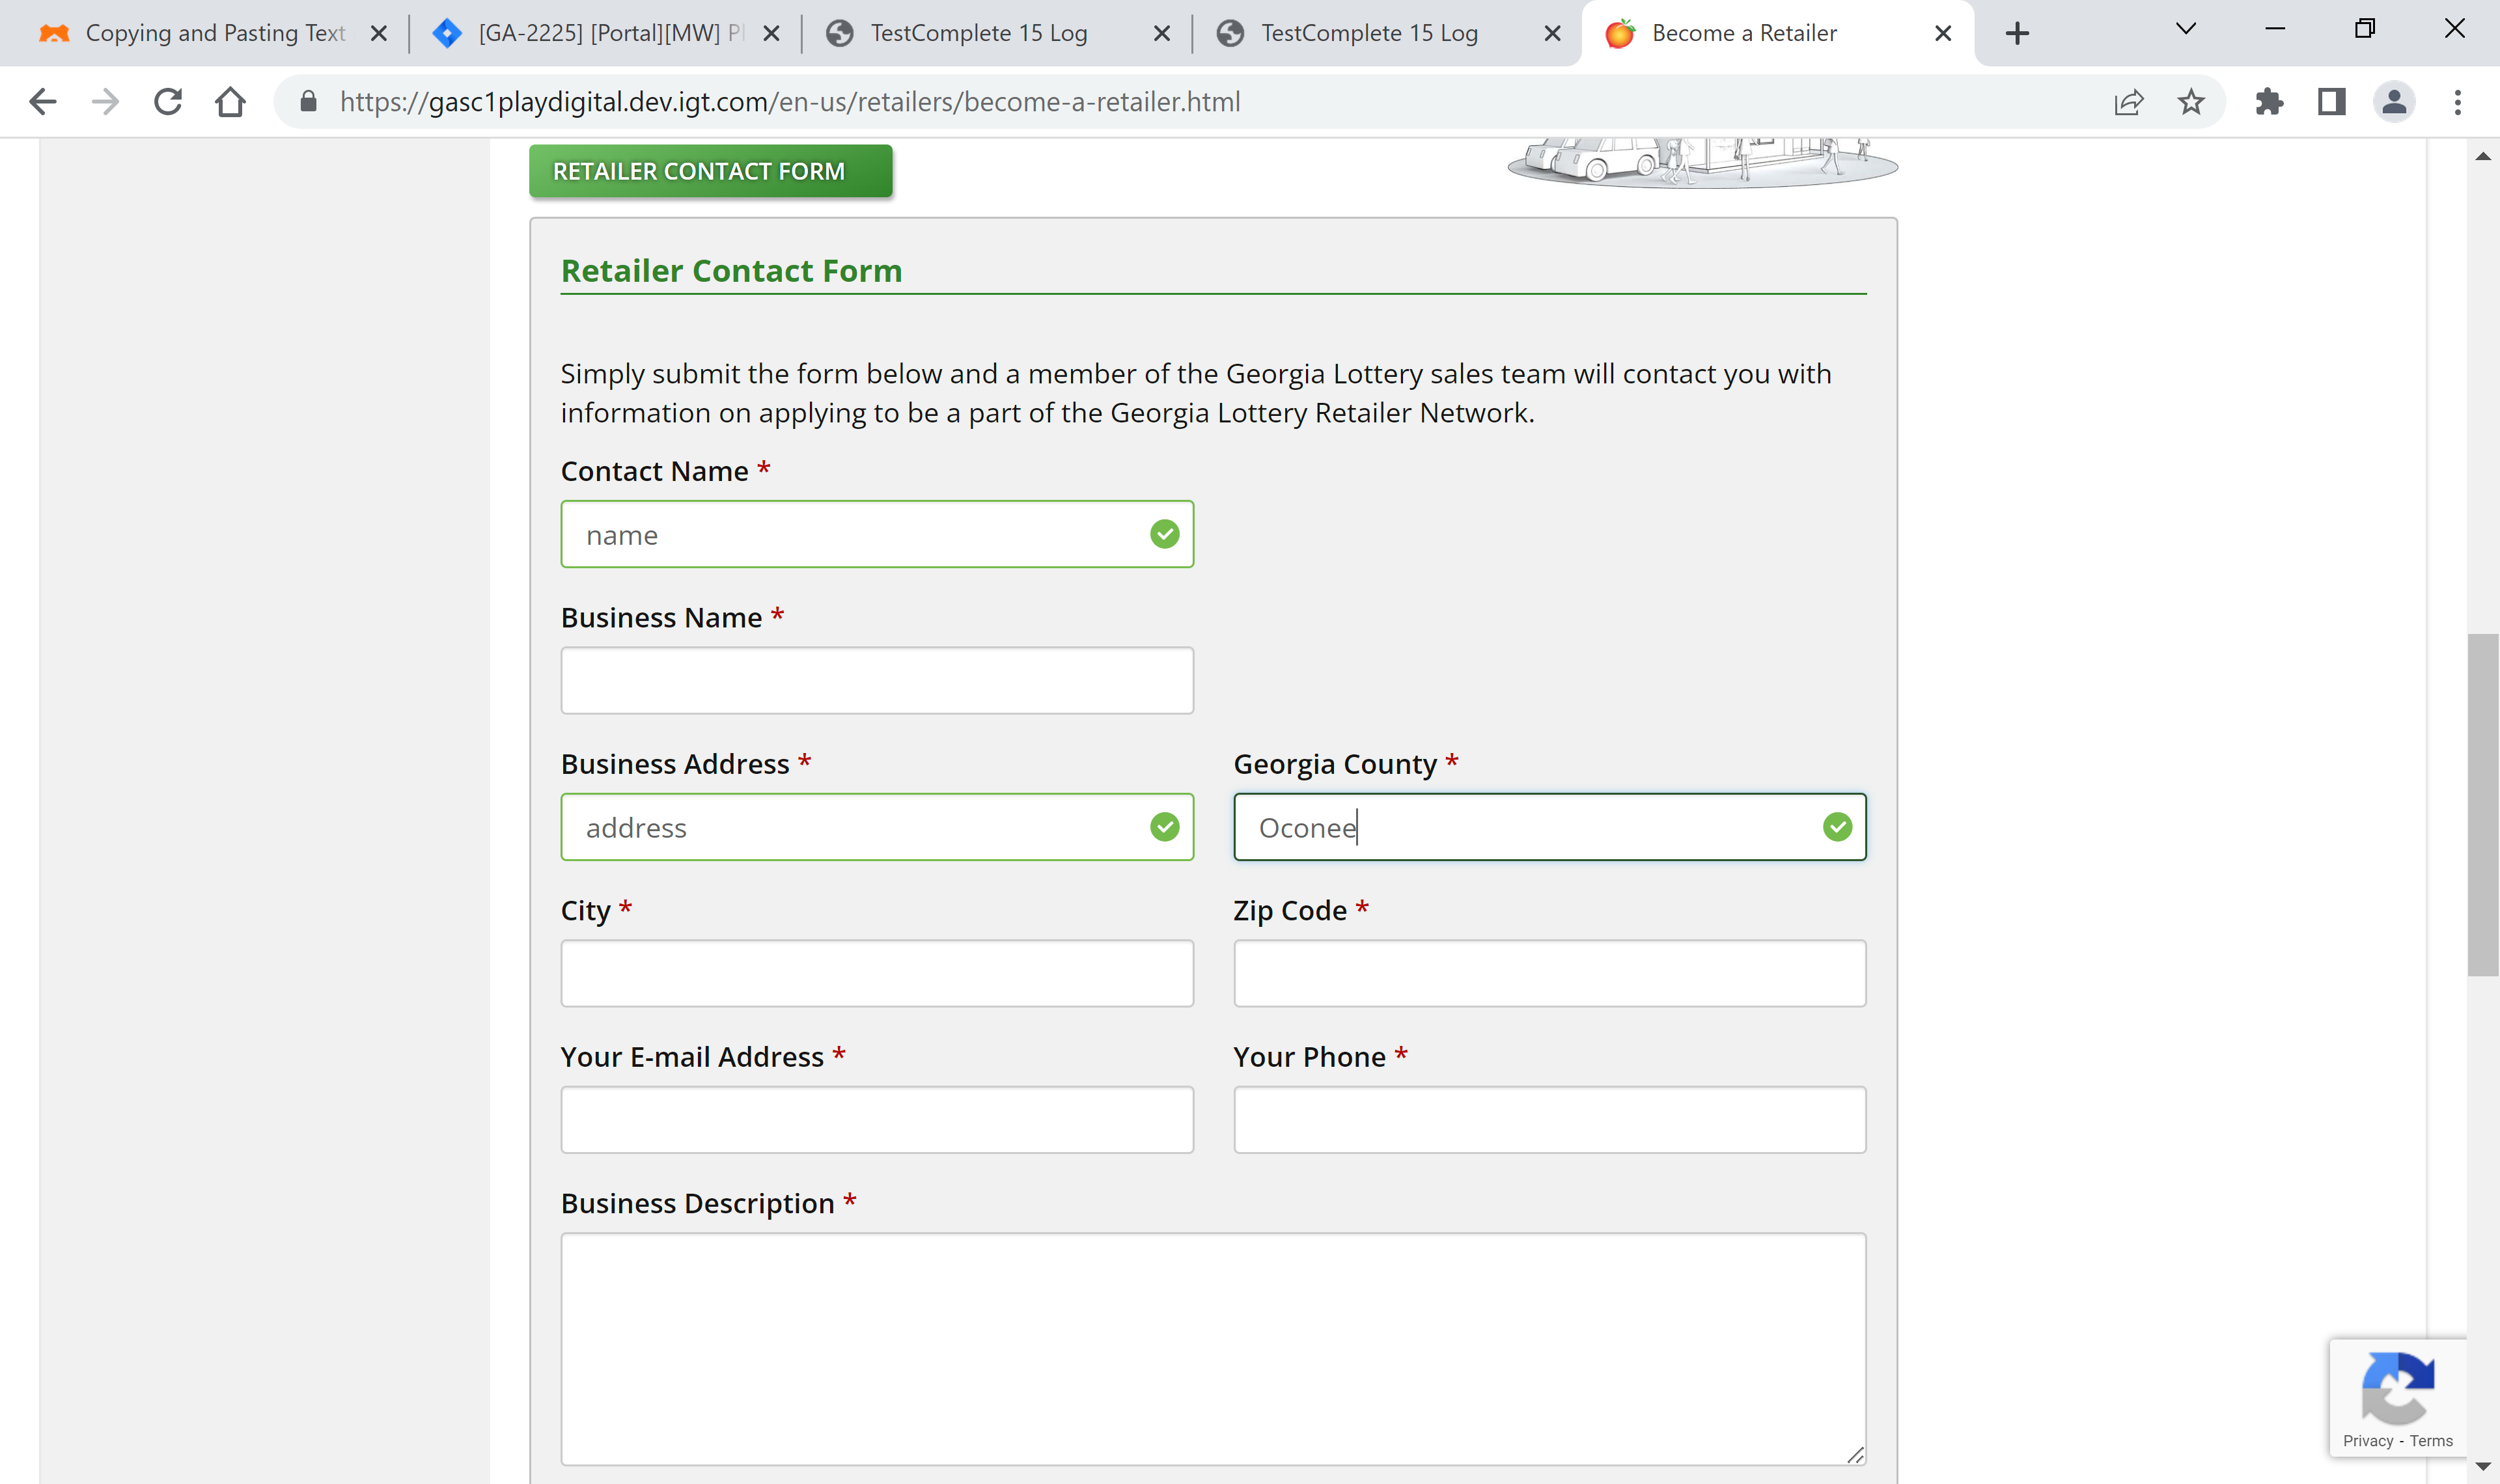 Copying and Pasting Text
[GA-2225] [Portal][MW] Pl
TestComplete 15 Log
TestComplete 15 Log
Become a Retailer
https://gasc1playdigital.dev.igt.com/en-us/retailers/become-a-retailer.html
RETAILER CONTACT FORM
Retailer Contact Form
Simply submit the form below and a member of the Georgia Lottery sales team will contact you with
information on applying to be a part of the Georgia Lottery Retailer Network.
Contact Name *
name
Business Name *
Business Address *
Georgia County *
address
Oconee
City *
Zip Code *
Your E-mail Address *
Your Phone *
Business Description *
Privacy - Terms